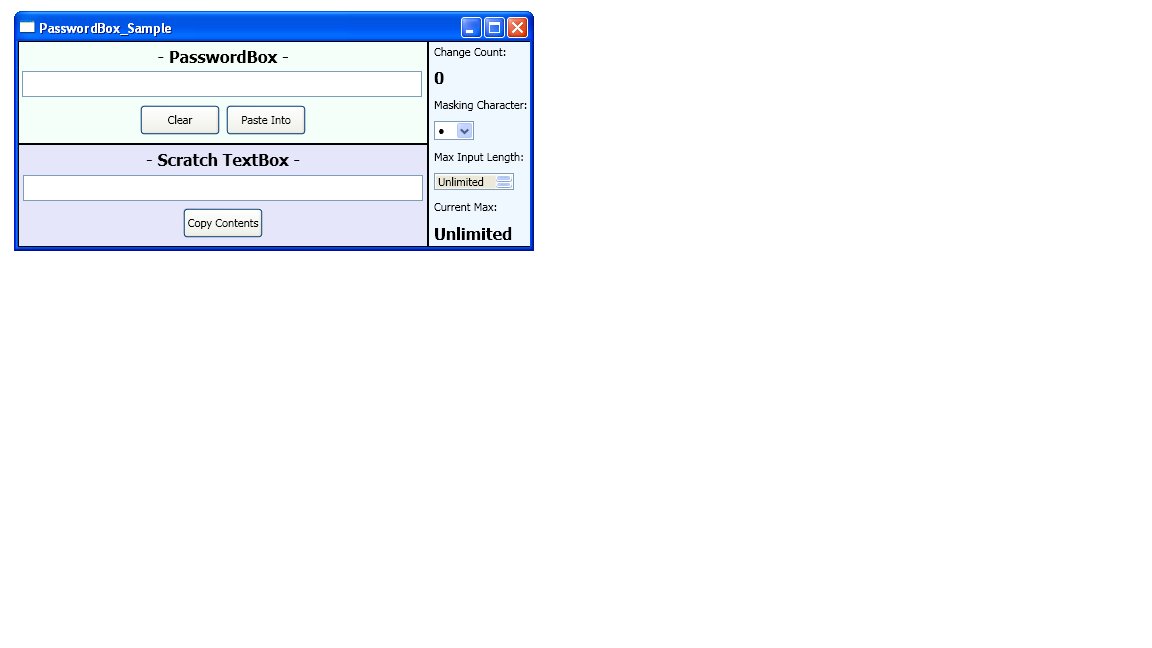 PasswordBox_Sample
- PasswordBox -
Clear
Paste Into
- Scratch TextBox -
Copy Contents
Change Count:
0
Masking Character:
●
Max Input Length:
Unlimited
Current Max:
Unlimited